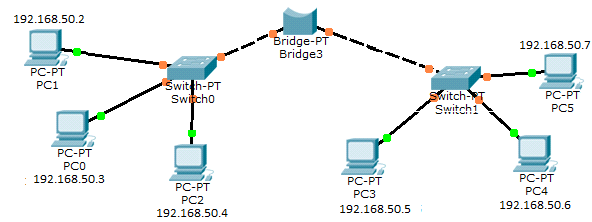 192.168.50.2
PC-PT
PC1
Switch-PT
Switch0
PC-PT
PC0
192.168.50.3
PC-PT
PC2
192.168.50.4
Bridge-PT
Bridge3
192.168.50.7
PC-PT
PC5
Switch-PT
Switch1
PC-PT
PC3
192.168.50.5
PC-PT
PC4
192.168.50.6